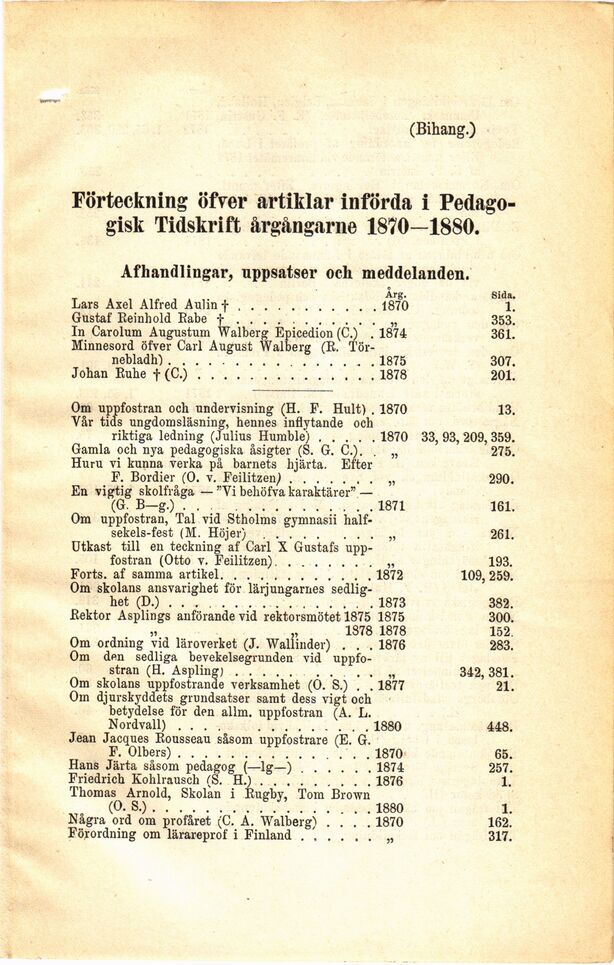 (Bihang.)
Förteckning öfver artiklar införda i Pedago-
gisk Tidskrift årgångarne 1870—1880.
Afhandlingar, uppsatser och meddelanden.
Årg. Sida.
Lars Axel Alfred Aulin † . . . . . . . . . . . 1870 1.
Gustaf Reinhold Rabe † . . . . . . . . . . . . „ 353.
In Carolum Augustum Walberg Epicedion (C.) . 1874 361.
Minnesord öfver Carl August Walberg (R. Tör-
nebladh) . . . . . . . . . . . . . . . . 1875 307.
Johan Ruhe † (C.) . . . . . . . . . . . . . . 1878 201.
Om uppfostran och undervisning (H. F. Hult) . 1870 13.
Vår tids ungdomsläsning, hennes inflytande och
riktiga ledning (Julius Humble) . . . . . 1870 33, 93, 209, 359.
Gamla och nya pedagogiska åsigter (S. G. C.). . „ 275.
Huru vi kunna verka på barnets hjärta. Efter
F. Bordier (O. v. Feilitzen) . . . . . . . „ 290.
En vigtig skolfråga — ”Vi behöfva karaktärer” —
(G. B—g.) . . . . . . . . . . . . . . . 1871 161.
Om uppfostran, Tal vid Stholms gymnasii half-
sekels-fest (M. Höjer) . . . . . . . . . „ 261.
Utkast till en teckning af Carl X Gustafs upp-
fostran (Otto v. Feilitzen). . . . . . . . „ 193.
Forts. af samma artikel. . . . . . . . . . . . 1872 109, 259.
Om skolans ansvarighet för lärjungarnes sedlig-
het (D.) . . . . . . . . . . . . . . . . 1873 382.
Rektor Asplings anförande vid rektorsmötet 1875 1875 300.
„ „ 1878 1878 152.
Om ordning vid läroverket (J. Wallinder) . . . 1876 283.
Om den sedliga bevekelsegrunden vid uppfo-
stran (H. Aspling) . . . . . . . . . . . „ 342, 381.
Om skolans uppfostrande verksamhet (O. S.) . . 1877 21.
Om djurskyddets grundsatser samt dess vigt och
betydelse för den allm. uppfostran (A. L.
Nordvall) . . . . . . . . . . . . . . . 1880 448.
Jean Jacques Rousseau såsom uppfostrare (E. G.
F. Olbers) . . . . . . . . . . . . . . . 1870 65.
Hans Järta såsom pedagog (—lg—) . . . . . . 1874 257.
Friedrich Kohlrausch (S. H.) . . . . . . . . . 1876 1.
Thomas Arnold, Skolan i Rugby, Tom Brown
(O. S.) . . . . . . . . . . . . . . . . . 1880 1.
Några ord om profåret (C. A. Walberg) . . . . 1870 162.
Förordning om lärareprof i Finland . . . . . . „ 317.